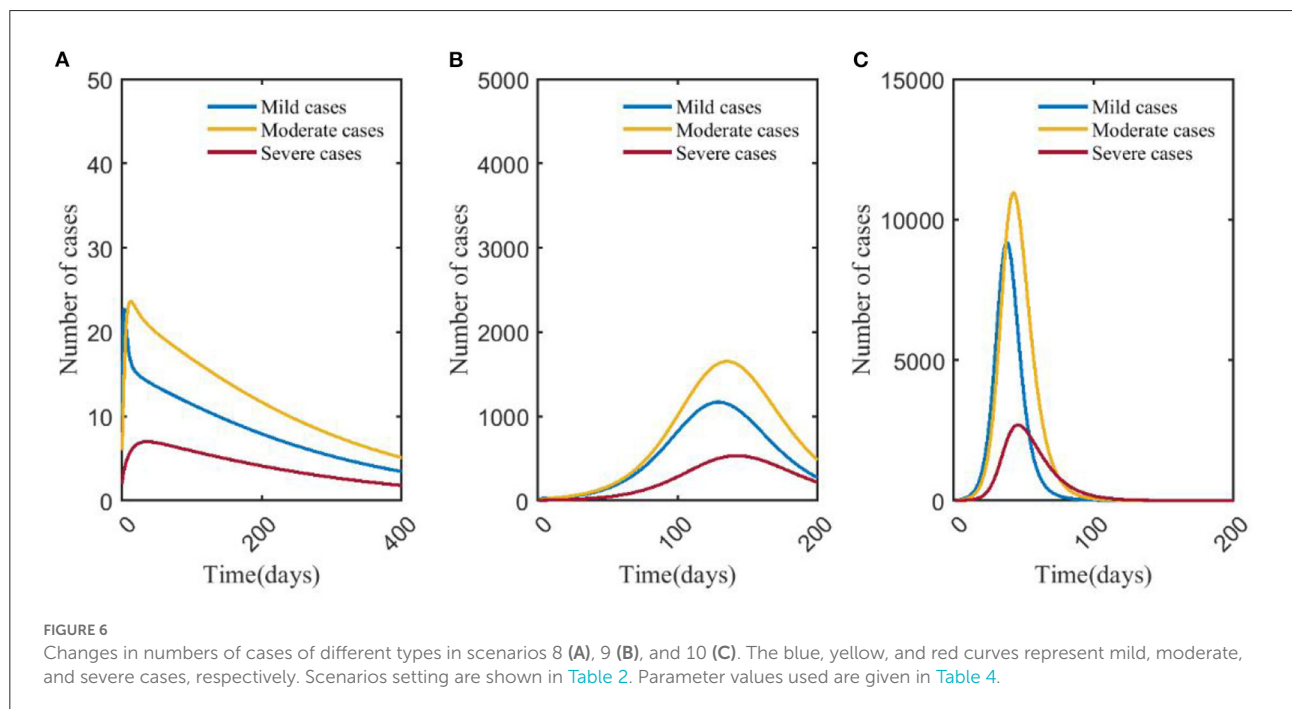 A
50
40
30
20
10
0
Number of cases
Mild cases
Moderate cases
Severe cases
0
200
400
Time(days)
B
5000
4000
3000
2000
1000
0
Number of cases
Mild cases
Moderate cases
Severe cases
0
100
200
Time(days)
C
15000
10000
5000
0
Number of cases
Mild cases
Moderate cases
Severe cases
0
100
200
Time(days)
FIGURE 6
Changes in numbers of cases of different types in scenarios 8 (A), 9 (B), and 10 (C). The blue, yellow, and red curves represent mild, moderate,
and severe cases, respectively. Scenarios setting are shown in Table 2. Parameter values used are given in Table 4.